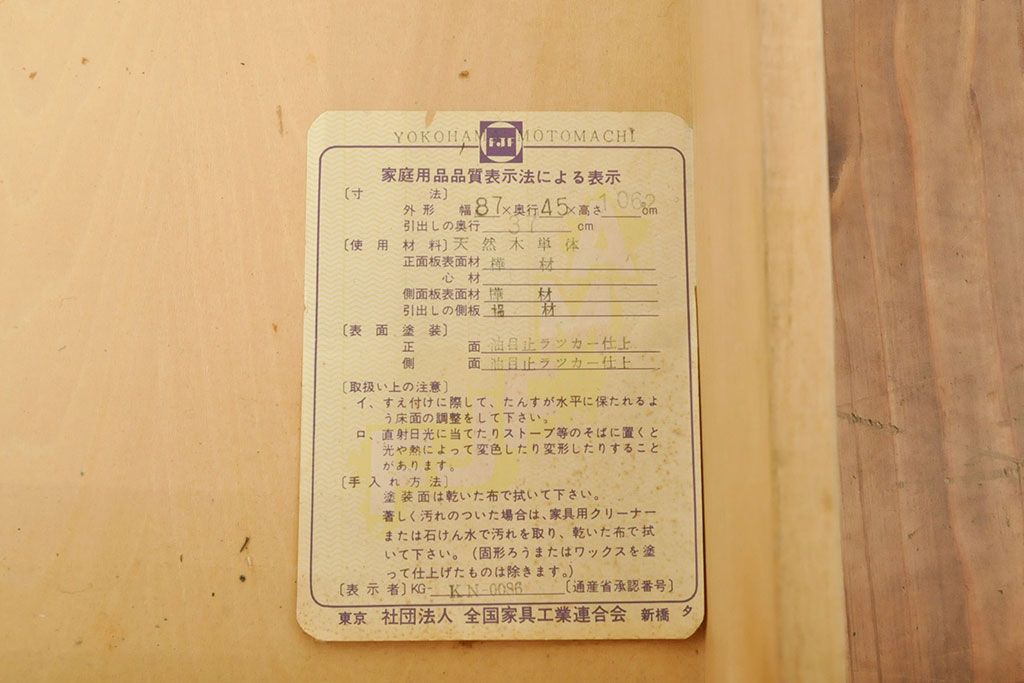 YOKOHAMA MOTOMACHI
FJF
家庭用品品質表示法による表示
〔寸 法〕
外形 幅87×奥行45×高さ1062cm
引出しの奥行 37 cm
〔使用材料〕天然木単体
正面板表面材 樺 材
心材
側面板表面材 樺 材
引出しの側板 材
〔表面塗装〕
正 面 油目止ラツカー仕上
側 面 油目止ラツカー仕上
〔取扱い上の注意〕
イ、すえ付けに際して、たんすが水平に保たれるよ
う床面の調整をして下さい。
ロ、直射日光に当てたりストーブ等のそばに置くと
光や熱によって変色したり変形したりすること
があります。
〔手入れ方法〕
塗装面は乾いた布で拭いて下さい。
著しく汚れのついた場合は、家具用クリーナー
または石けん水で汚れを取り、乾いた布で拭
いて下さい。(固形ろうまたはワックスを塗
って仕上げたものは除きます。)
〔表示者〕KG-KN-0086〔通産省承認番号〕
東京 社団法人 全国家具工業連合会 新橋 タ